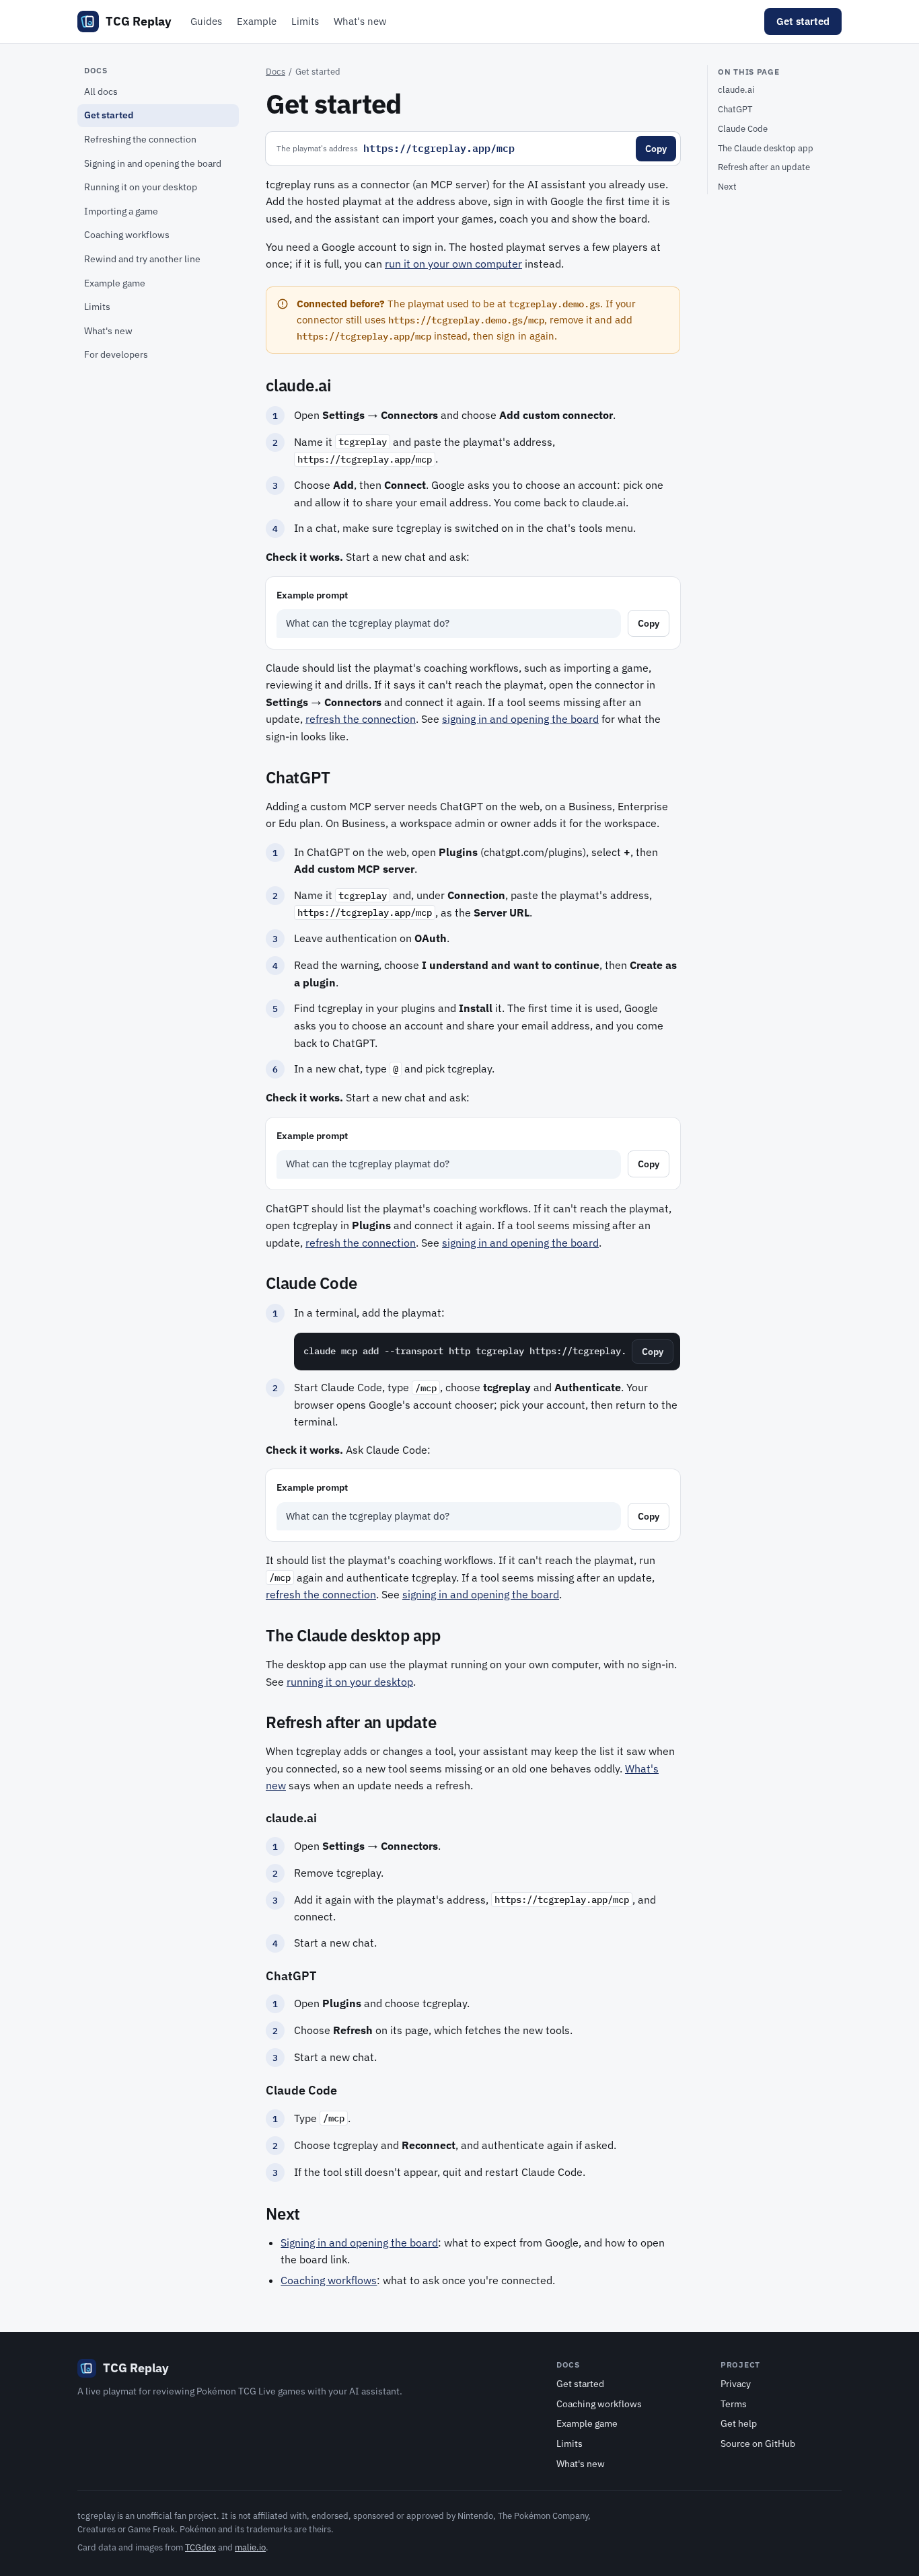 TCG Replay
Guides
Example
Limits
What's new
Get started
DOCS
All docs
Get started
Refreshing the connection
Signing in and opening the board
Running it on your desktop
Importing a game
Coaching workflows
Rewind and try another line
Example game
Limits
What's new
For developers
Docs / Get started
Get started
The playmat's address https://tcgreplay.app/mcp
Copy
tcgreplay runs as a connector (an MCP server) for the AI assistant you already use.
Add the hosted playmat at the address above, sign in with Google the first time it is
used, and the assistant can import your games, coach you and show the board.
You need a Google account to sign in. The hosted playmat serves a few players at
once; if it is full, you can run it on your own computer instead.
Connected before? The playmat used to be at tcgreplay.demo.gs. If your
connector still uses https://tcgreplay.demo.gs/mcp, remove it and add
https://tcgreplay.app/mcp instead, then sign in again.
claude.ai
1 Open Settings → Connectors and choose Add custom connector.
2 Name it tcgreplay and paste the playmat's address,
https://tcgreplay.app/mcp.
3 Choose Add, then Connect. Google asks you to choose an account: pick one
and allow it to share your email address. You come back to claude.ai.
4 In a chat, make sure tcgreplay is switched on in the chat's tools menu.
Check it works. Start a new chat and ask:
Example prompt
What can the tcgreplay playmat do?
Copy
Claude should list the playmat's coaching workflows, such as importing a game,
reviewing it and drills. If it says it can't reach the playmat, open the connector in
Settings → Connectors and connect it again. If a tool seems missing after an
update, refresh the connection. See signing in and opening the board for what the
sign-in looks like.
ChatGPT
Adding a custom MCP server needs ChatGPT on the web, on a Business, Enterprise
or Edu plan. On Business, a workspace admin or owner adds it for the workspace.
1 In ChatGPT on the web, open Plugins (chatgpt.com/plugins), select +, then
Add custom MCP server.
2 Name it tcgreplay and, under Connection, paste the playmat's address,
https://tcgreplay.app/mcp, as the Server URL.
3 Leave authentication on OAuth.
4 Read the warning, choose I understand and want to continue, then Create as
a plugin.
5 Find tcgreplay in your plugins and Install it. The first time it is used, Google
asks you to choose an account and share your email address, and you come
back to ChatGPT.
6 In a new chat, type @ and pick tcgreplay.
Check it works. Start a new chat and ask:
Example prompt
What can the tcgreplay playmat do?
Copy
ChatGPT should list the playmat's coaching workflows. If it can't reach the playmat,
open tcgreplay in Plugins and connect it again. If a tool seems missing after an
update, refresh the connection. See signing in and opening the board.
Claude Code
1 In a terminal, add the playmat:
claude mcp add --transport http tcgreplay https://tcgreplay.
Copy
2 Start Claude Code, type /mcp, choose tcgreplay and Authenticate. Your
browser opens Google's account chooser; pick your account, then return to the
terminal.
Check it works. Ask Claude Code:
Example prompt
What can the tcgreplay playmat do?
Copy
It should list the playmat's coaching workflows. If it can't reach the playmat, run
/mcp again and authenticate tcgreplay. If a tool seems missing after an update,
refresh the connection. See signing in and opening the board.
The Claude desktop app
The desktop app can use the playmat running on your own computer, with no sign-in.
See running it on your desktop.
Refresh after an update
When tcgreplay adds or changes a tool, your assistant may keep the list it saw when
you connected, so a new tool seems missing or an old one behaves oddly. What's
new says when an update needs a refresh.
claude.ai
1 Open Settings → Connectors.
2 Remove tcgreplay.
3 Add it again with the playmat's address, https://tcgreplay.app/mcp, and
connect.
4 Start a new chat.
ChatGPT
1 Open Plugins and choose tcgreplay.
2 Choose Refresh on its page, which fetches the new tools.
3 Start a new chat.
Claude Code
1 Type /mcp.
2 Choose tcgreplay and Reconnect, and authenticate again if asked.
3 If the tool still doesn't appear, quit and restart Claude Code.
Next
• Signing in and opening the board: what to expect from Google, and how to open
the board link.
• Coaching workflows: what to ask once you're connected.
ON THIS PAGE
claude.ai
ChatGPT
Claude Code
The Claude desktop app
Refresh after an update
Next
TCG Replay
A live playmat for reviewing Pokémon TCG Live games with your AI assistant.
DOCS
Get started
Coaching workflows
Example game
Limits
What's new
PROJECT
Privacy
Terms
Get help
Source on GitHub
tcgreplay is an unofficial fan project. It is not affiliated with, endorsed, sponsored or approved by Nintendo, The Pokémon Company,
Creatures or Game Freak. Pokémon and its trademarks are theirs.
Card data and images from TCGdex and malie.io.